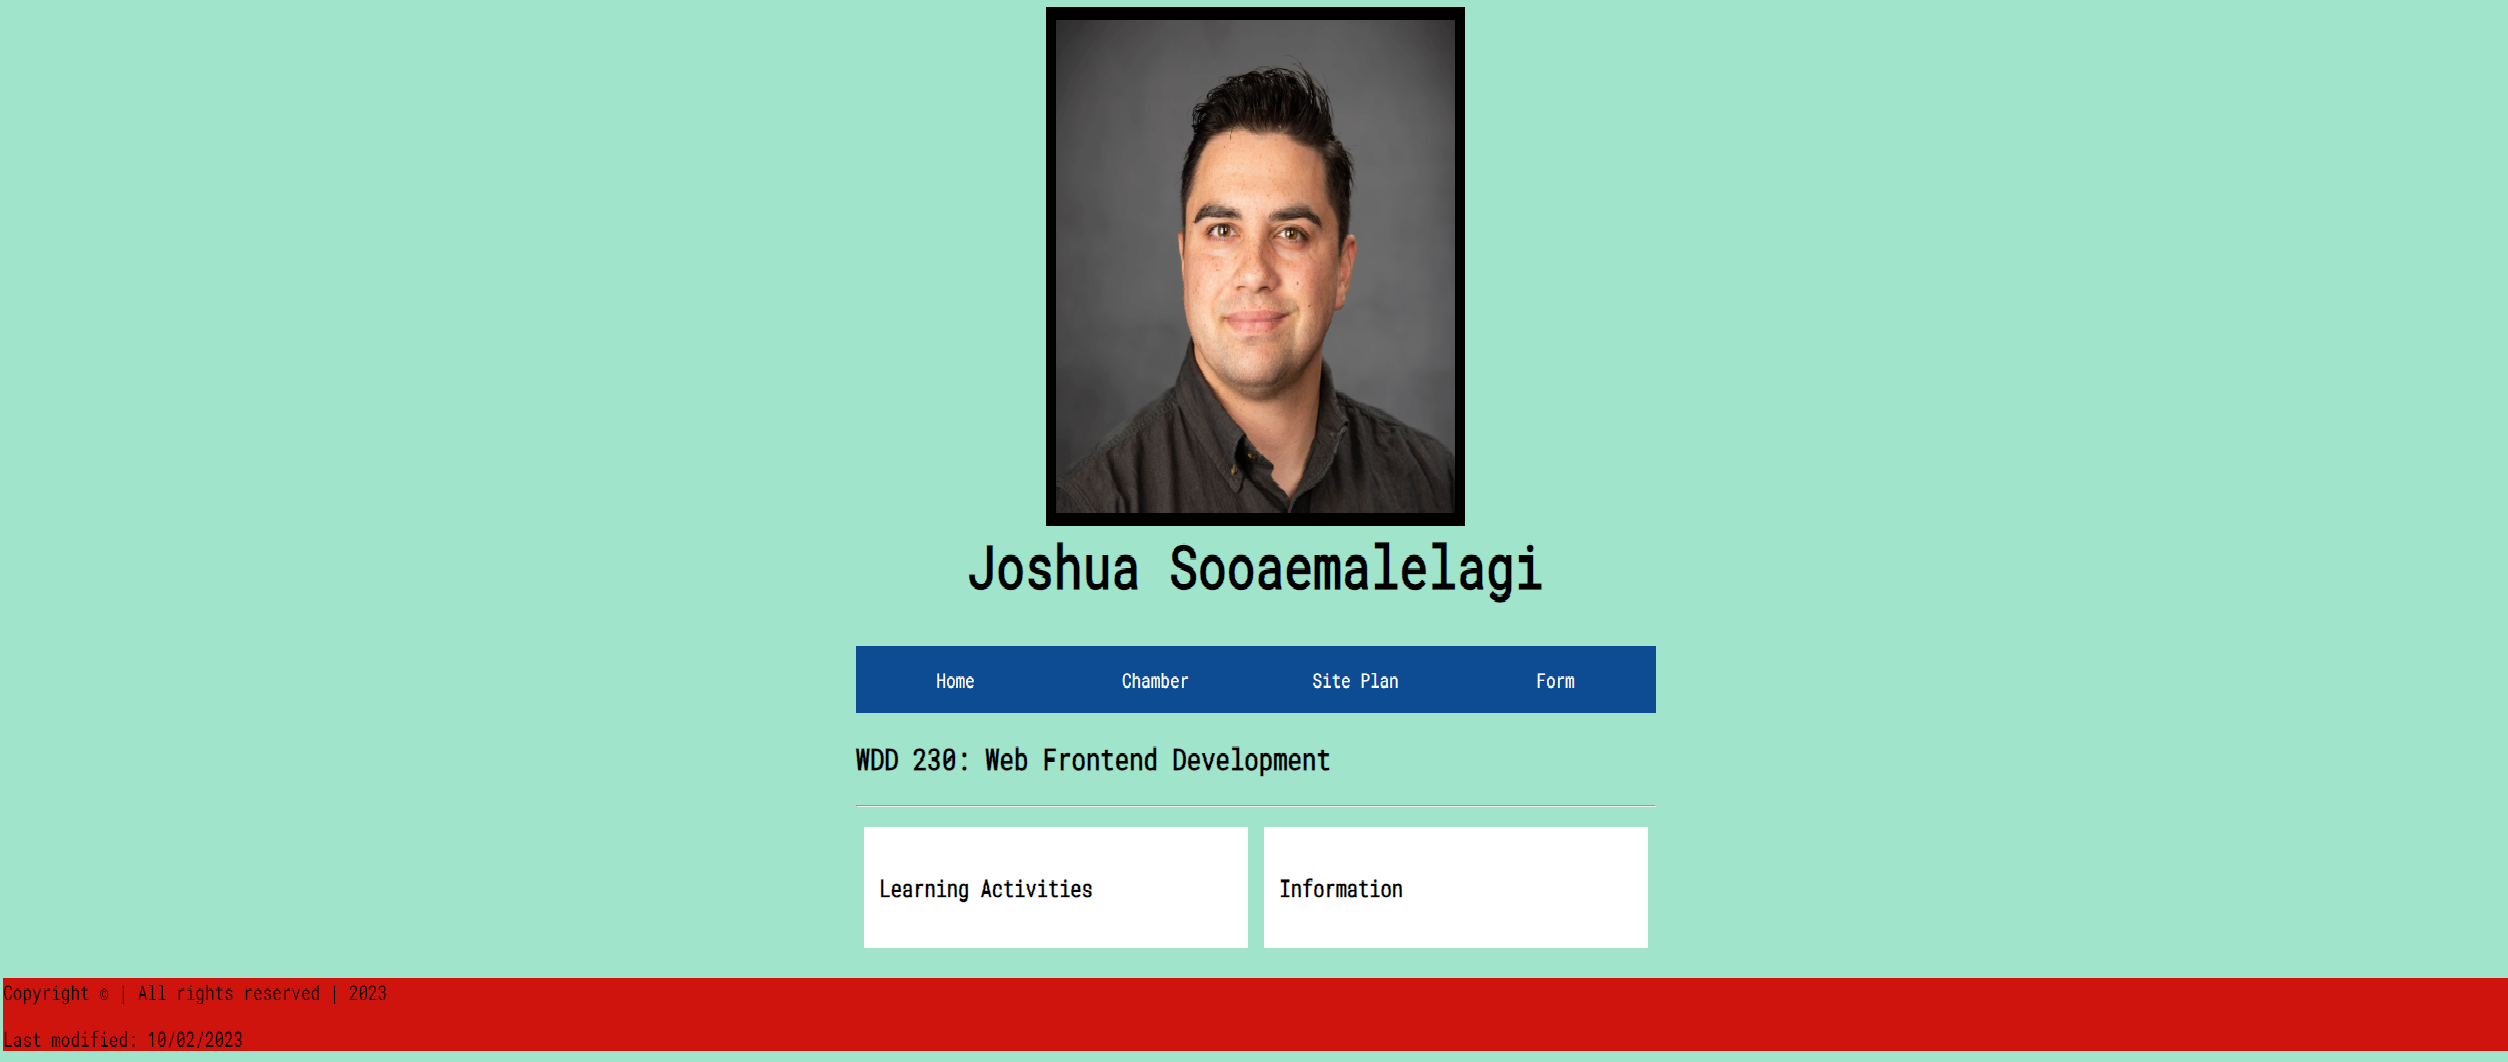 Joshua Sooaemalelagi
Home Chamber Site Plan Form
WDD 230: Web Frontend Development
Learning Activities Information
Copyright © | All rights reserved | 2023
Last modified: 10/02/2023